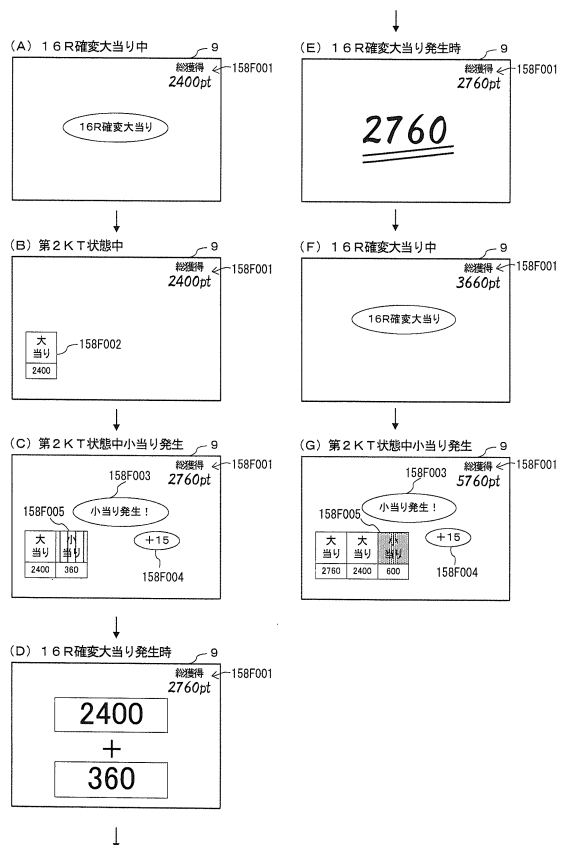 (A) 16R確変大当り中
9
総獲得
158F001
2400pt
16R確変大当り
(B) 第2KT状態中
9
総獲得
158F001
2400pt
大
当り
158F002
2400
(C) 第2KT状態中小当り発生
9
総獲得
158F001
2760pt
158F003
小当り発生!
158F005
大
当り
小
当り
+15
2400
360
158F004
(D) 16R確変大当り発生時
9
総獲得
158F001
2760pt
2400
+
360
(E) 16R確変大当り発生時
9
総獲得
158F001
2760pt
2760
(F) 16R確変大当り中
9
総獲得
158F001
3660pt
16R確変大当り
(G) 第2KT状態中小当り発生
9
総獲得
158F001
5760pt
158F003
小当り発生!
158F005
大
当り
大
当り
小
当り
+15
2760
2400
600
158F004